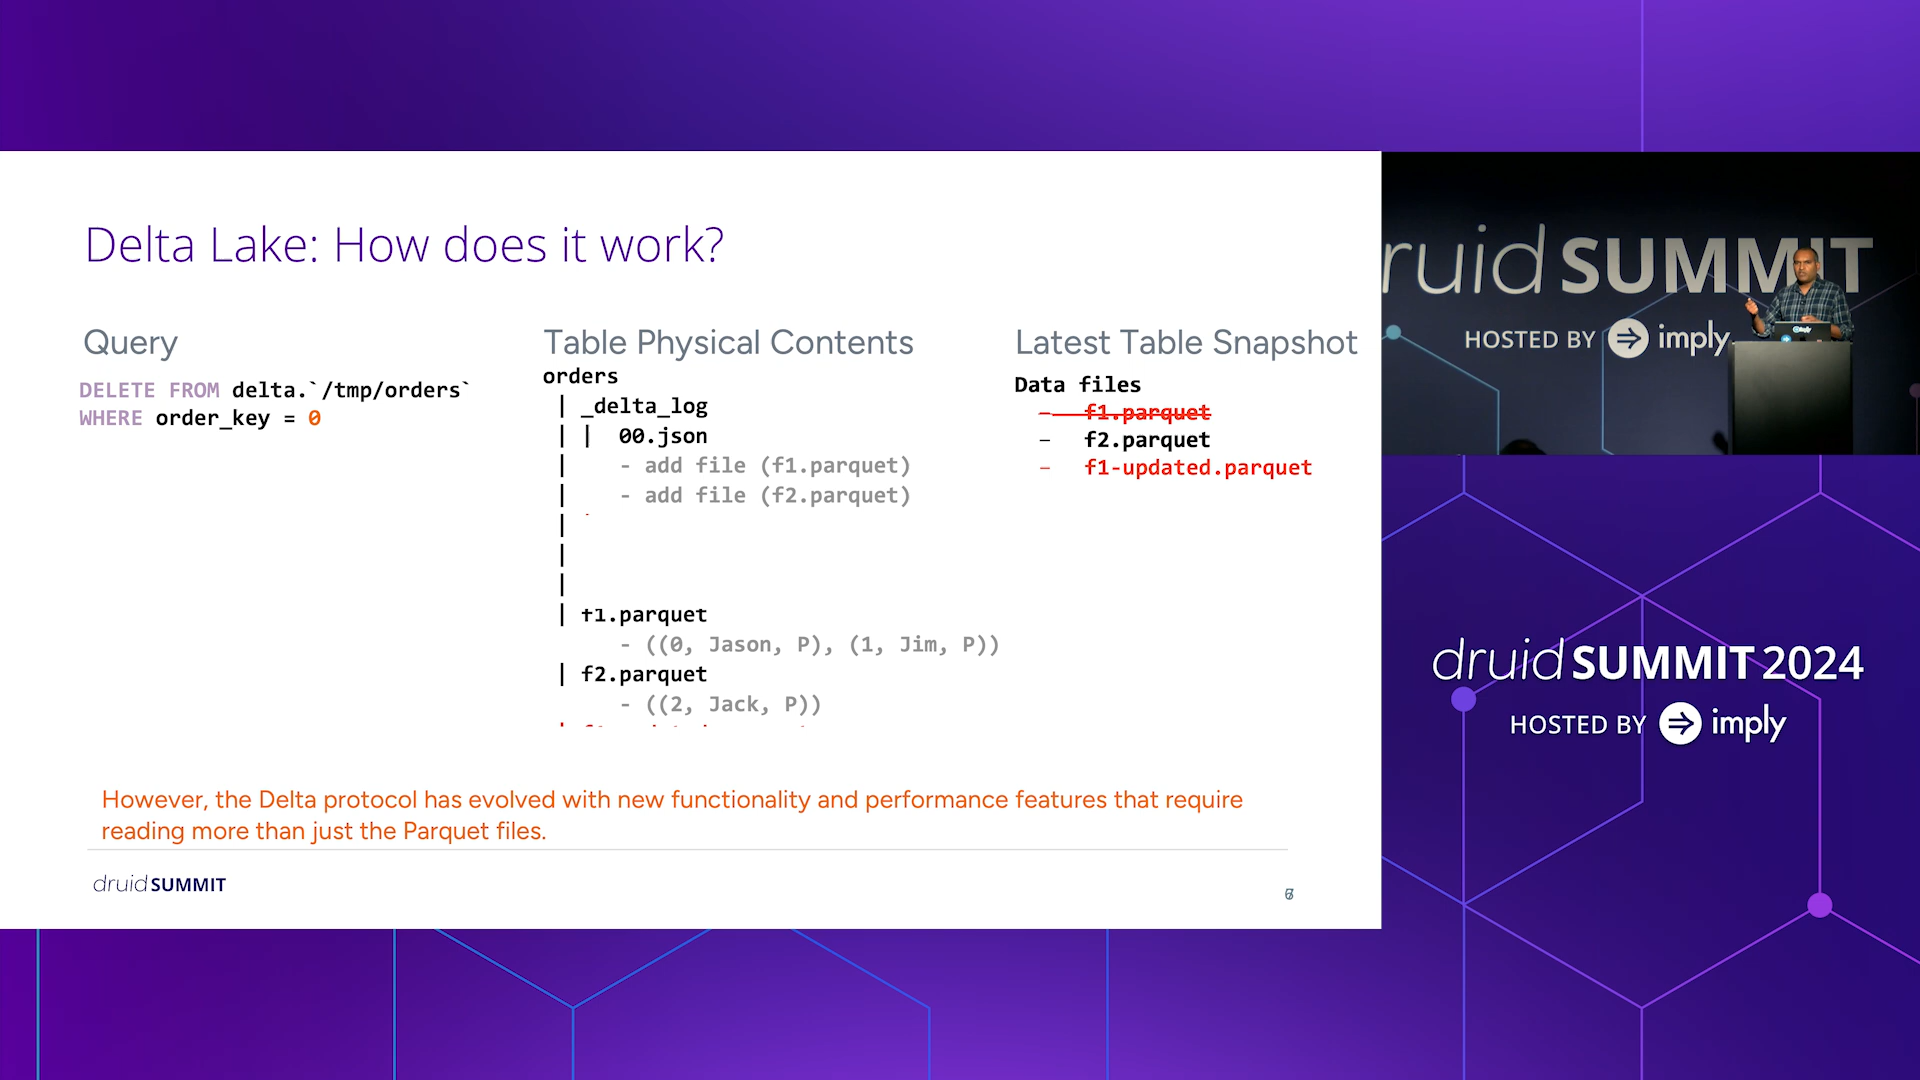 Delta Lake: How does it work?
Query
DELETE FROM delta.`/tmp/orders`
WHERE order_key = 0
Table Physical Contents
orders
| _delta_log
| | 00.json
| - add file (f1.parquet)
| - add file (f2.parquet)
|
|
|
| f1.parquet
- ((0, Jason, P), (1, Jim, P))
| f2.parquet
- ((2, Jack, P))
Latest Table Snapshot
Data files
– f1.parquet
– f2.parquet
– f1-updated.parquet
However, the Delta protocol has evolved with new functionality and performance features that require
reading more than just the Parquet files.
druid SUMMIT
ruid SUMMIT
HOSTED BY imply
druid SUMMIT 2024
HOSTED BY imply